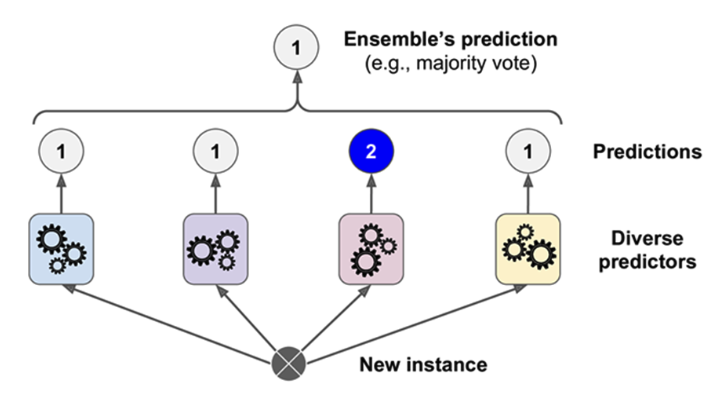 1
Ensemble's prediction
(e.g., majority vote)
1
1
2
1
Predictions
Diverse
predictors
New instance